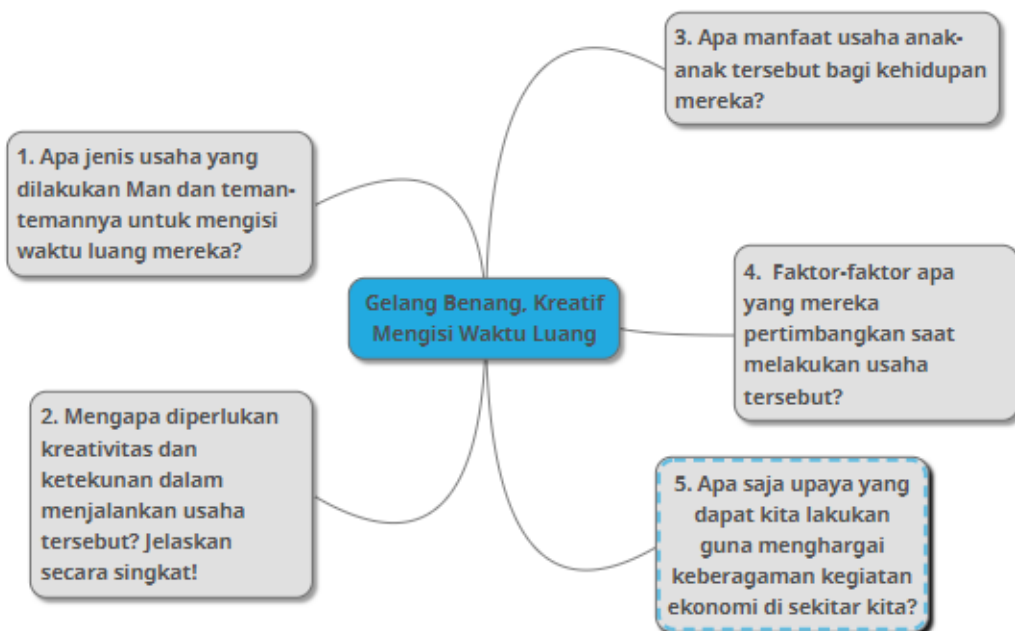 Gelang Benang, Kreatif
Mengisi Waktu Luang
1. Apa jenis usaha yang
dilakukan Man dan teman-
temannya untuk mengisi
waktu luang mereka?
2. Mengapa diperlukan
kreativitas dan
ketekunan dalam
menjalankan usaha
tersebut? Jelaskan
secara singkat!
3. Apa manfaat usaha anak-
anak tersebut bagi kehidupan
mereka?
4. Faktor-faktor apa
yang mereka
pertimbangkan saat
melakukan usaha
tersebut?
5. Apa saja upaya yang
dapat kita lakukan
guna menghargai
keberagaman kegiatan
ekonomi di sekitar kita?